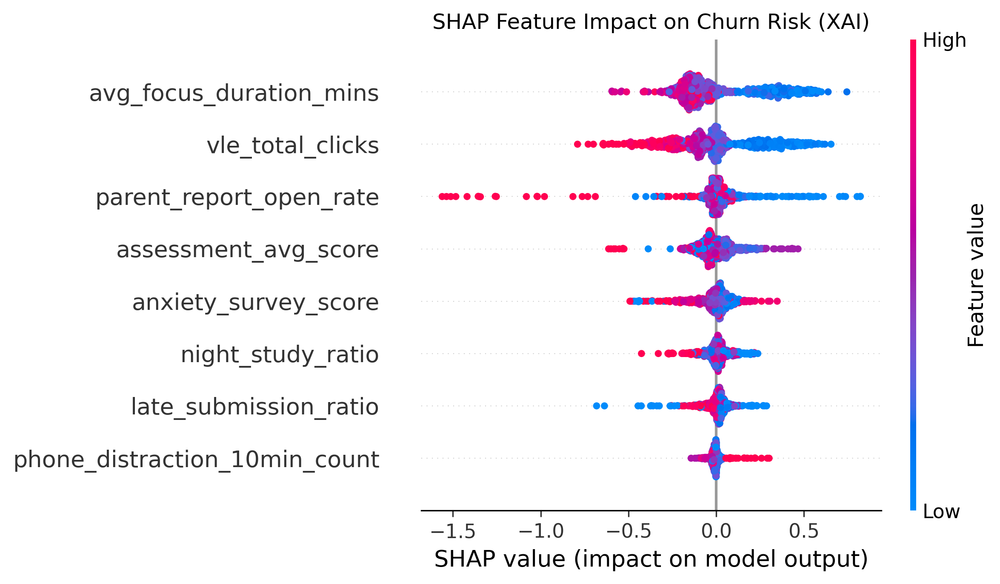 SHAP Feature Impact on Churn Risk (XAI)
High
avg_focus_duration_mins
vle_total_clicks
parent_report_open_rate
assessment_avg_score
anxiety_survey_score
night_study_ratio
late_submission_ratio
phone_distraction_10min_count
Feature value
Low
−1.5 −1.0 −0.5 0.0 0.5
SHAP value (impact on model output)